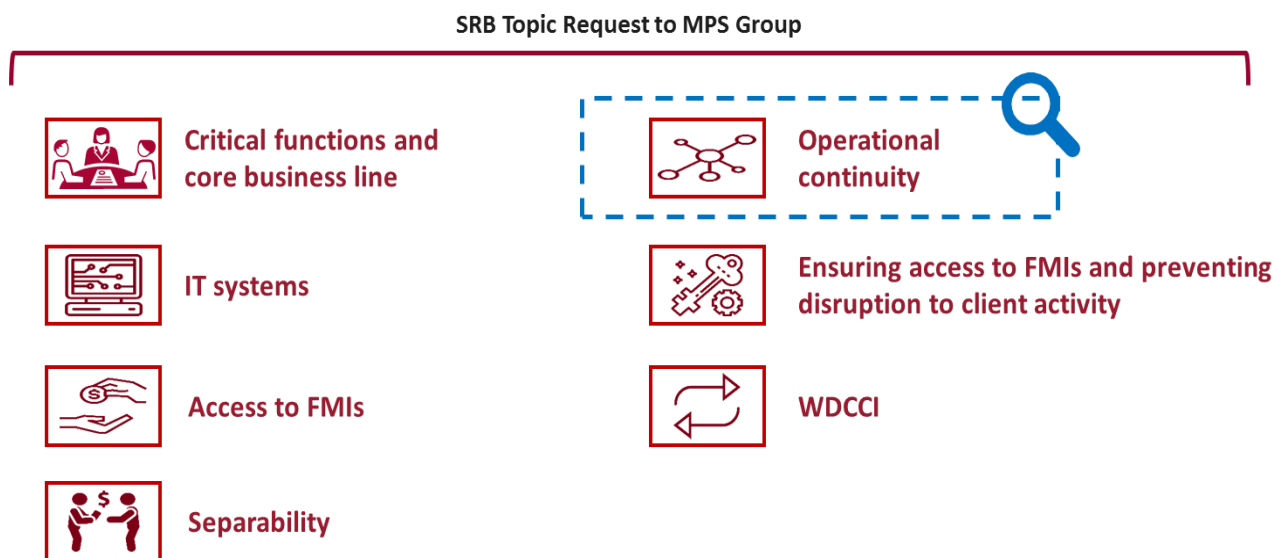 SRB Topic Request to MPS Group
Critical functions and
core business line
Operational
continuity
IT systems
Ensuring access to FMIs and preventing
disruption to client activity
$
Access to FMIs
WDCCI
$
Separability